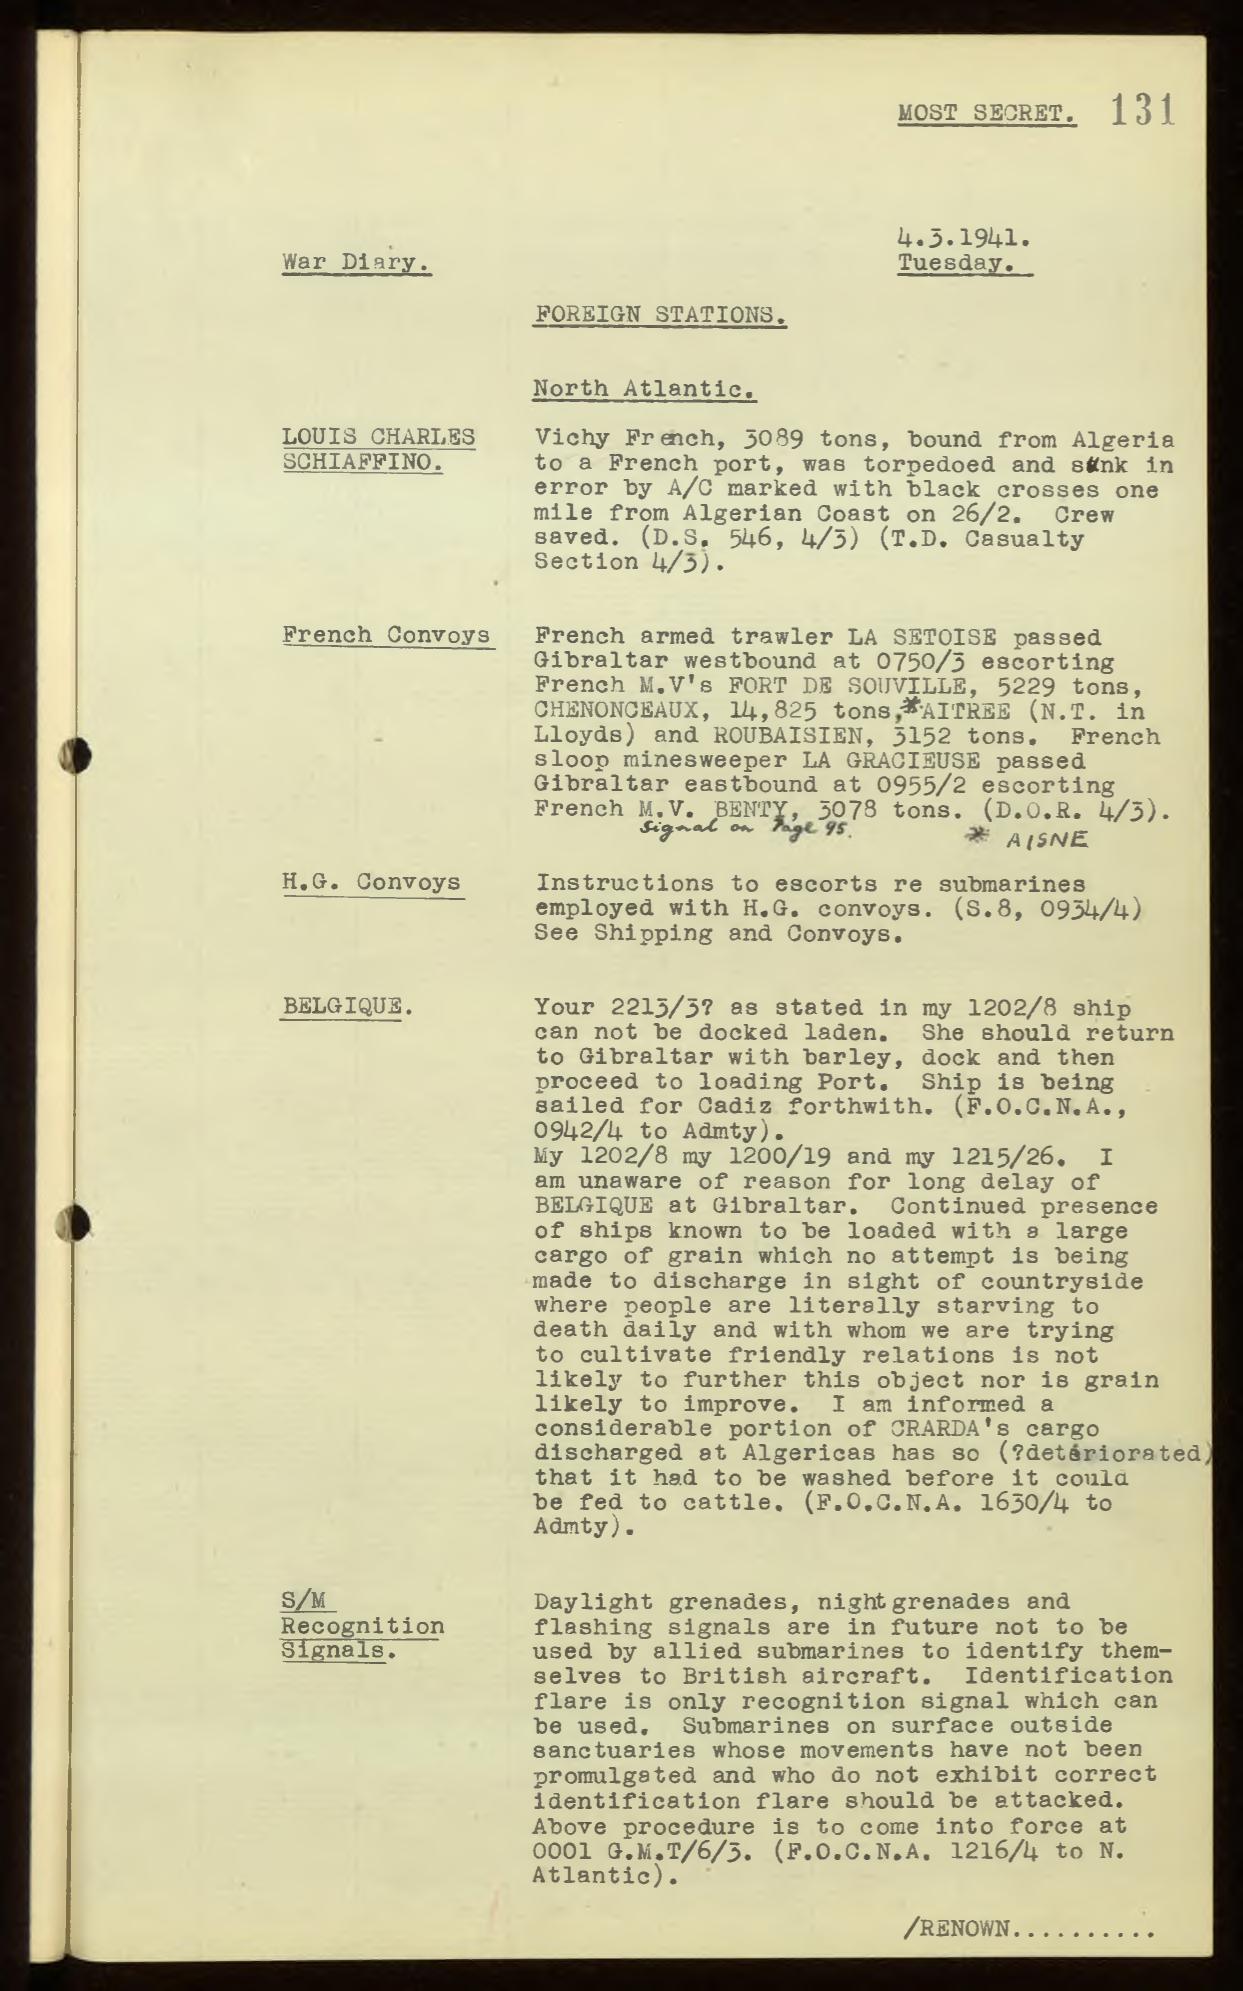 MOST SECRET. 131
4.3.1941.
War Diary.
Tuesday.
FOREIGN STATIONS.
North Atlantic.
LOUIS CHARLES
SCHIAFFINO.
Vichy French, 3089 tons, bound from Algeria
to a French port, was torpedoed and sunk in
error by A/C marked with black crosses one
mile from Algerian Coast on 26/2. Crew
saved. (D.S. 546, 4/3) (T.D. Casualty
Section 4/3).
French Convoys
French armed trawler LA SETOISE passed
Gibraltar westbound at 0750/3 escorting
French M.V's FORT DE SOUVILLE, 5229 tons,
CHENONCEAUX, 14,825 tons,*AITREE (N.T. in
Lloyds) and ROUBAISIEN, 3152 tons. French
sloop minesweeper LA GRACIEUSE passed
Gibraltar eastbound at 0955/2 escorting
French M.V. BENTY, 3078 tons. (D.O.R. 4/3).
Signal on Page 95. * AISNE
H.G. Convoys
Instructions to escorts re submarines
employed with H.G. convoys. (S.8, 0934/4)
See Shipping and Convoys.
BELGIQUE.
Your 2213/3? as stated in my 1202/8 ship
can not be docked laden. She should return
to Gibraltar with barley, dock and then
proceed to loading Port. Ship is being
sailed for Cadiz forthwith. (F.O.C.N.A.,
0942/4 to Admty).
My 1202/8 my 1200/19 and my 1215/26. I
am unaware of reason for long delay of
BELGIQUE at Gibraltar. Continued presence
of ships known to be loaded with a large
cargo of grain which no attempt is being
made to discharge in sight of countryside
where people are literally starving to
death daily and with whom we are trying
to cultivate friendly relations is not
likely to further this object nor is grain
likely to improve. I am informed a
considerable portion of CRARDA's cargo
discharged at Algericas has so (?deteriorated)
that it had to be washed before it could
be fed to cattle. (F.O.C.N.A. 1630/4 to
Admty).
S/M
Recognition
Signals.
Daylight grenades, night grenades and
flashing signals are in future not to be
used by allied submarines to identify them-
selves to British aircraft. Identification
flare is only recognition signal which can
be used. Submarines on surface outside
sanctuaries whose movements have not been
promulgated and who do not exhibit correct
identification flare should be attacked.
Above procedure is to come into force at
0001 G.M.T/6/3. (F.O.C.N.A. 1216/4 to N.
Atlantic).
/RENOWN..........